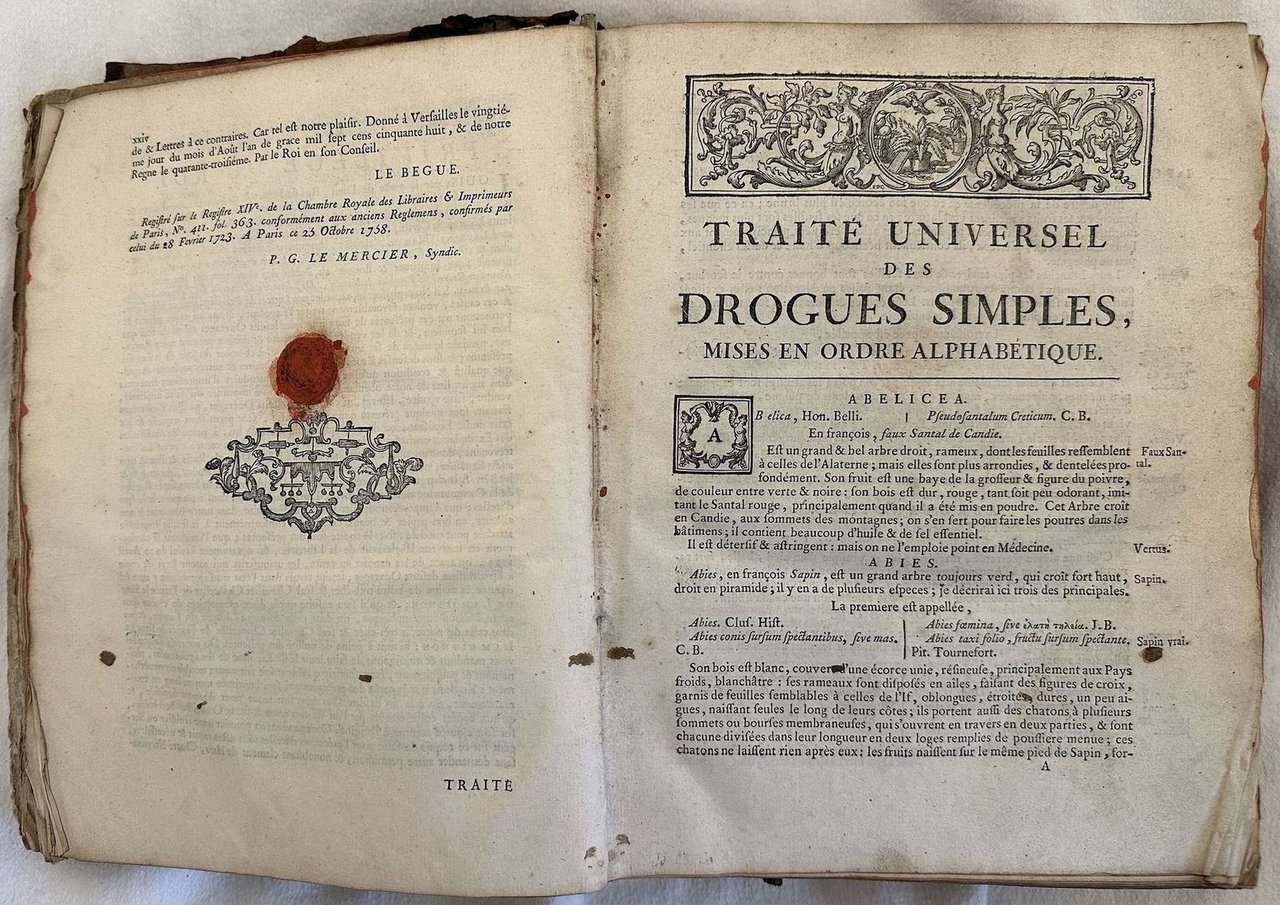 xxiv
de & Lettres à ce contraires. Car tel est notre plaisir. Donné à Versailles le vingtié-
me jour du mois d'Août l'an de grace mil sept cens cinquante huit, & de notre
Regne le quarante-troisiéme. Par le Roi en son Conseil.
LE BEGUE.
Registré sur le Registre XIVe. de la Chambre Royale des Libraires & Imprimeurs
de Paris, No. 411. fol. 363. conformément aux anciens Reglemens, confirmés par
celui du 28 Fevrier 1723. A Paris ce 25 Octobre 1758.
P. G. LE MERCIER, Syndic.
TRAITÉ
TRAITÉ UNIVERSEL
DES
DROGUES SIMPLES,
MISES EN ORDRE ALPHABÉTIQUE.
ABELICEA.
A B elica, Hon. Belli. | Pseudosantalum Creticum. C. B.
En françois, faux Santal de Candie.
Est un grand & bel arbre droit, rameux, dont les feuilles ressemblent Faux San-
à celles de l'Alaterne; mais elles sont plus arrondies, & dentelées pro- tal.
fondément. Son fruit est une baye de la grosseur & figure du poivre,
de couleur entre verte & noire: son bois est dur, rouge, tant soit peu odorant, imi-
tant le Santal rouge, principalement quand il a été mis en poudre. Cet Arbre croît
en Candie, aux sommets des montagnes; on s'en sert pour faire les poutres dans les
bâtimens; il contient beaucoup d'huile & de sel essentiel.
Il est détersif & astringent: mais on ne l'emploie point en Médecine. Vertus.
ABIES.
Abies, en françois Sapin, est un grand arbre toujours verd, qui croît fort haut, Sapin.
droit en piramide; il y en a de plusieurs especes; je décrirai ici trois des principales.
La premiere est appellée,
Abies. Clus. Hist. | Abies fœmina, sive ἐλατὴ τηλεία. J. B.
Abies conis sursum spectantibus, sive mas. | Abies taxi folio, fructu sursum spectante. Sapin vrai.
C. B. | Pit. Tournefort.
Son bois est blanc, couvert d'une écorce unie, résineuse, principalement aux Pays
froids, blanchâtre: ses rameaux sont disposés en ailes, faisant des figures de croix,
garnis de feuilles semblables à celles de l'If, oblongues, étroites, dures, un peu ai-
gues, naissant seules le long de leurs côtes; ils portent aussi des chatons à plusieurs
sommets ou bourses membraneuses, qui s'ouvrent en travers en deux parties, & sont
chacune divisées dans leur longueur en deux loges remplies de poussiere menue; ces
chatons ne laissent rien après eux: les fruits naissent sur le même pied de Sapin, for-
A